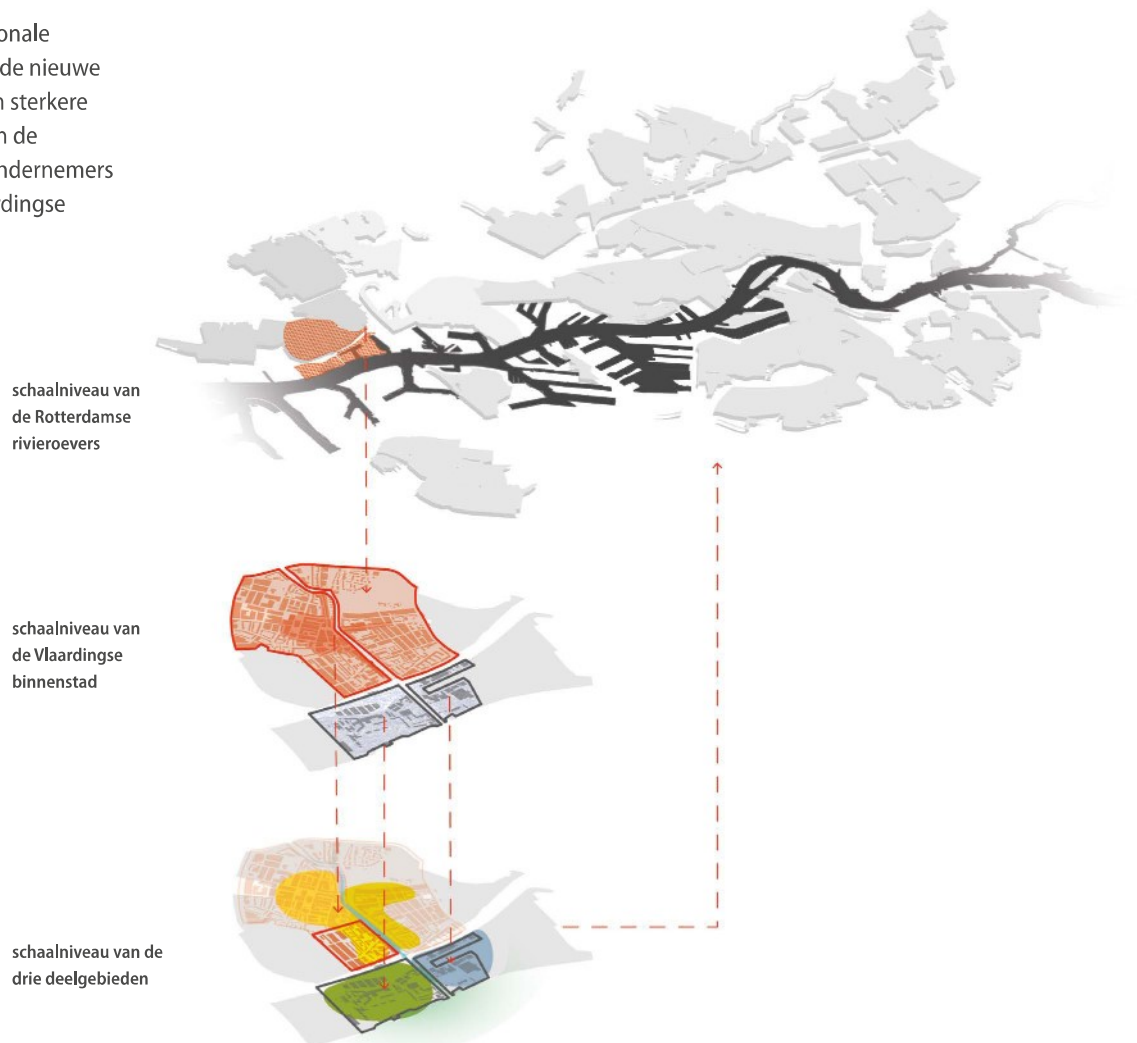 onale
de nieuwe
n sterkere
n de
ndernemers
rdingse
schaalniveau van
de Rotterdamse
rivieroevers
schaalniveau van
de Vlaardingse
binnenstad
schaalniveau van de
drie deelgebieden